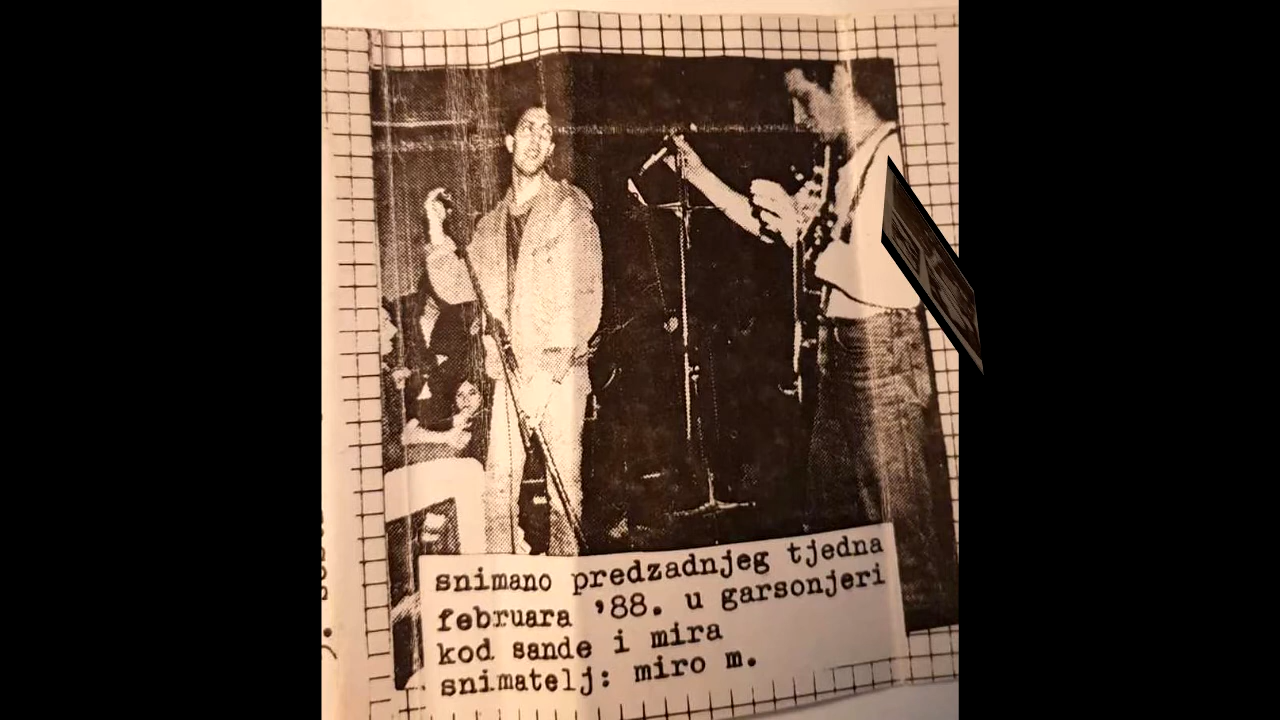 snimano predzadnjeg tjedna
februara '88. u garsonjeri
kod sande i mira
snimatelj: miro m.